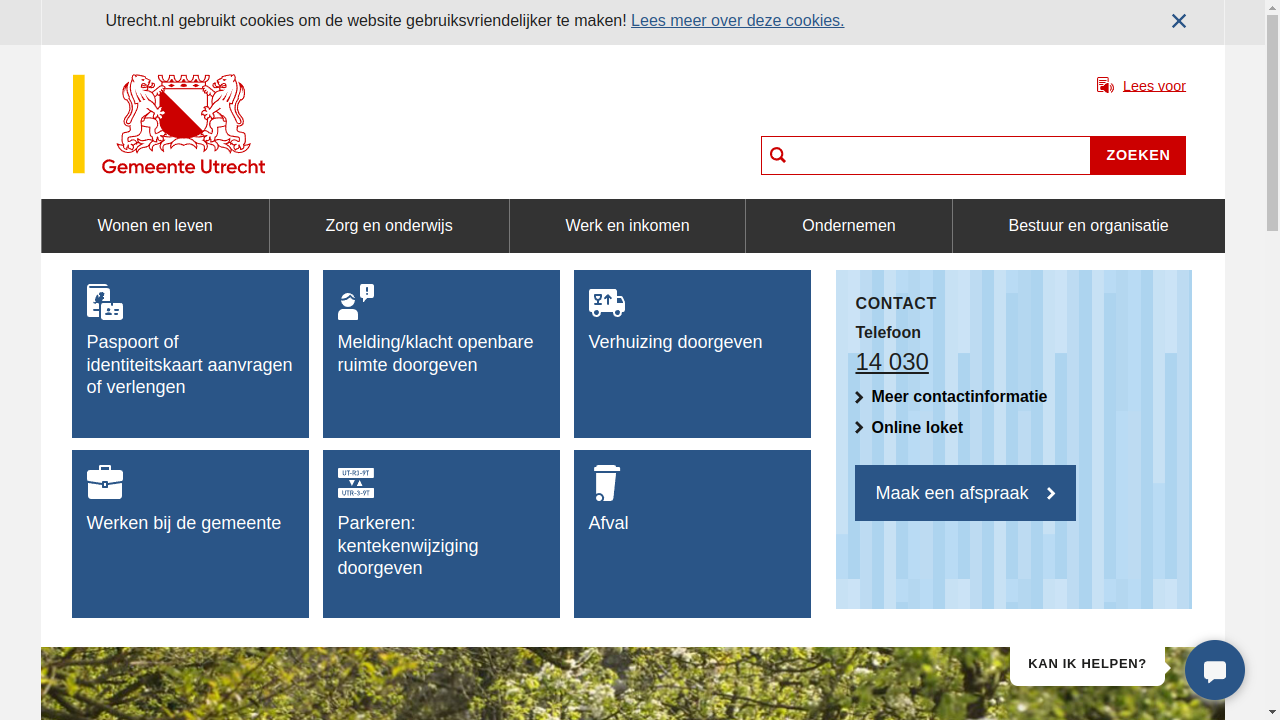 Utrecht.nl gebruikt cookies om de website gebruiksvriendelijker te maken! Lees meer over deze cookies.
Gemeente Utrecht
Lees voor
ZOEKEN
Wonen en leven
Zorg en onderwijs
Werk en inkomen
Ondernemen
Bestuur en organisatie
Paspoort of
identiteitskaart aanvragen
of verlengen
Melding/klacht openbare
ruimte doorgeven
Verhuizing doorgeven
CONTACT
Telefoon
14 030
Meer contactinformatie
Online loket
Maak een afspraak
Werken bij de gemeente
UT-RJ-9T
UTR-3-9T
Parkeren:
kentekenwijziging
doorgeven
Afval
KAN IK HELPEN?